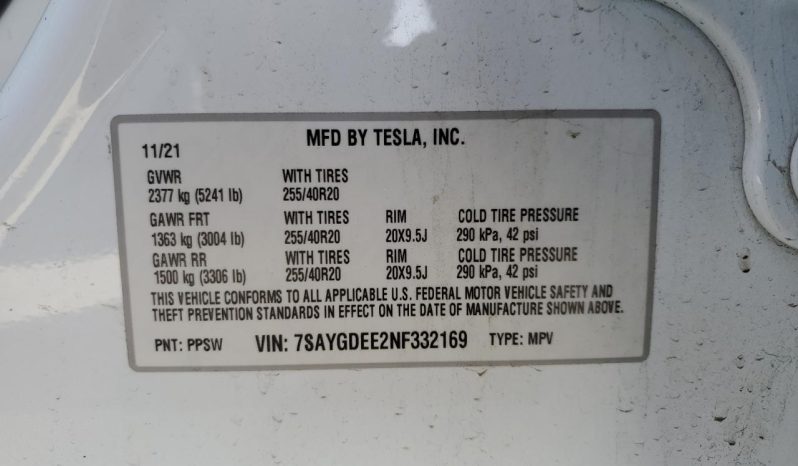 MFD BY TESLA, INC.
11/21
GVWR WITH TIRES
2377 kg (5241 lb) 255/40R20
GAWR FRT WITH TIRES RIM COLD TIRE PRESSURE
1363 kg (3004 lb) 255/40R20 20X9.5J 290 kPa, 42 psi
GAWR RR WITH TIRES RIM COLD TIRE PRESSURE
1500 kg (3306 lb) 255/40R20 20X9.5J 290 kPa, 42 psi
THIS VEHICLE CONFORMS TO ALL APPLICABLE U.S. FEDERAL MOTOR VEHICLE SAFETY AND
THEFT PREVENTION STANDARDS IN EFFECT ON THE DATE OF MANUFACTURE SHOWN ABOVE.
PNT: PPSW VIN: 7SAYGDEE2NF332169 TYPE: MPV